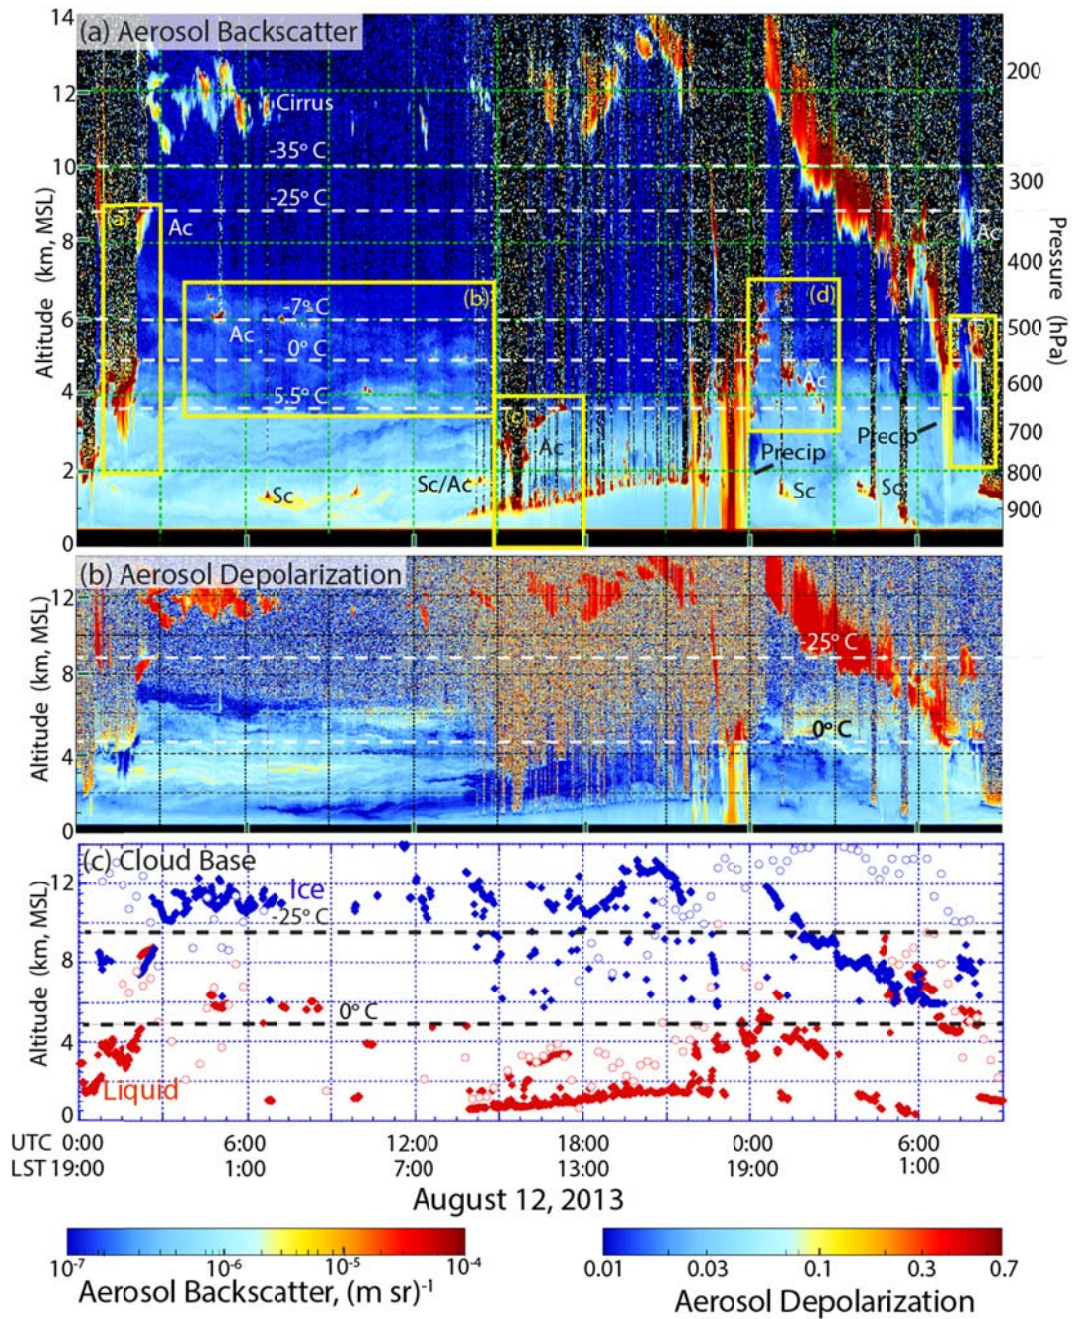 (a) Aerosol Backscatter
14
12
10
8
6
4
2
0
Altitude (km, MSL)
200
300
400
500
600
700
800
900
Pressure (hPa)
Cirrus
-35° C
-25° C
(a)
Ac
Ac
-7° C
(b)
(d)
Ac
0° C
5.5° C
Ac
(c)
Ac
Precip
Precip
Sc/Ac
Sc
Sc
Sc
(b) Aerosol Depolarization
12
8
4
0
Altitude (km, MSL)
-25° C
0° C
(c) Cloud Base
12
8
4
0
Altitude (km, MSL)
Ice
-25° C
0° C
Liquid
UTC 0:00 6:00 12:00 18:00 0:00 6:00
LST 19:00 1:00 7:00 13:00 19:00 1:00
August 12, 2013
10⁻⁷ 10⁻⁶ 10⁻⁵ 10⁻⁴
Aerosol Backscatter, (m sr)⁻¹
0.01 0.03 0.1 0.3 0.7
Aerosol Depolarization